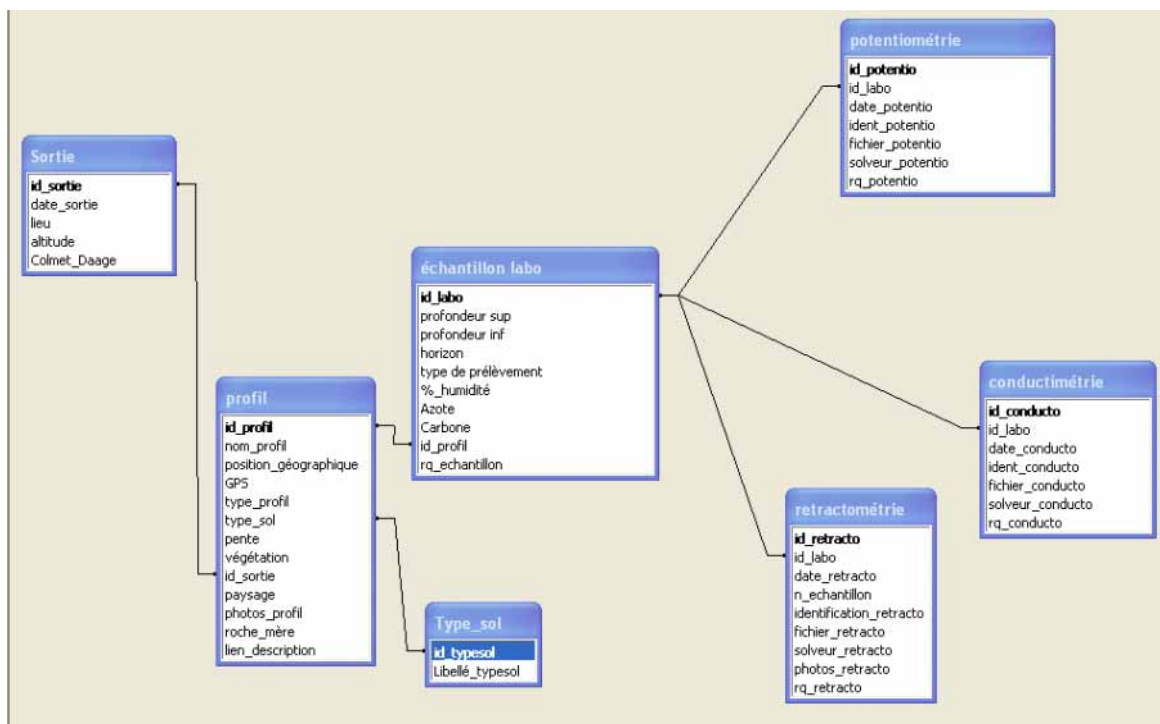 Sortie
id_sortie
date_sortie
lieu
altitude
Colmet_Daage
profil
id_profil
nom_profil
position_géographique
GPS
type_profil
type_sol
pente
végétation
id_sortie
paysage
photos_profil
roche_mère
lien_description
échantillon labo
id_labo
profondeur sup
profondeur inf
horizon
type de prélèvement
%_humidité
Azote
Carbone
id_profil
rq_echantillon
Type_sol
id_typesol
Libellé_typesol
potentiométrie
id_potentio
id_labo
date_potentio
ident_potentio
fichier_potentio
solveur_potentio
rq_potentio
conductimétrie
id_conducto
id_labo
date_conducto
ident_conducto
fichier_conducto
solveur_conducto
rq_conducto
retractométrie
id_retracto
id_labo
date_retracto
n_echantillon
identification_retracto
fichier_retracto
solveur_retracto
photos_retracto
rq_retracto